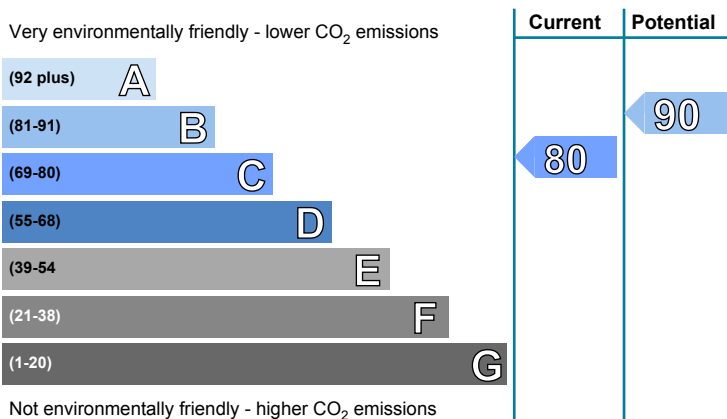 Very environmentally friendly - lower CO2 emissions
Current
Potential
(92 plus) A
(81-91) B
(69-80) C
(55-68) D
(39-54 E
(21-38) F
(1-20) G
80
90
Not environmentally friendly - higher CO2 emissions